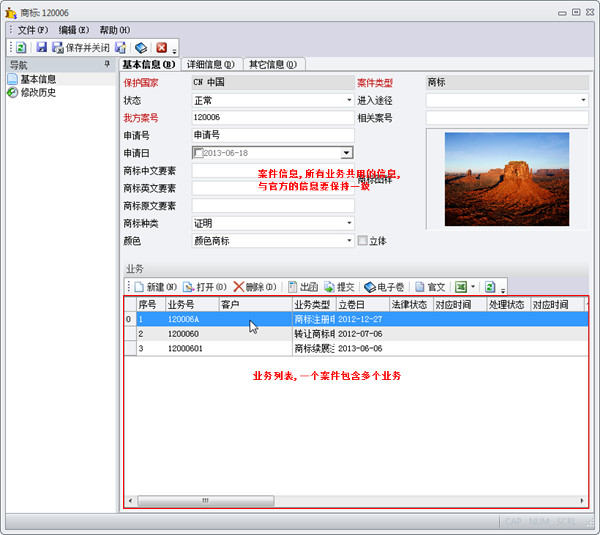 商标: 120006
文件(F) 编辑(E) 帮助(H)
保存并关闭
导航
基本信息
修改历史
基本信息(B) 详细信息(D) 其它信息(O)
保护国家 CN 中国 案件类型 商标
状态 正常 进入途径
我方案号 120006 相关案号
申请号 申请号
申请日 2013-06-18
商标中文要素 商标图样
案件信息, 所有业务共用的信息,
与官方的信息要保持一致
商标英文要素
商标原文要素
商标种类 证明
颜色 颜色商标 立体
业务
新建(N) 打开(O) 删除(D) 出函 提交 电子卷 官文
序号 业务号 客户 业务类型 立卷日 法律状态 对应时间 处理状态 对应时间
0 1 120006A 商标注册申 2012-12-27
2 1200060 转让商标申 2012-07-06
3 12000601 商标续展注 2013-06-06
业务列表, 一个案件包含多个业务
CAP NUM SCRL